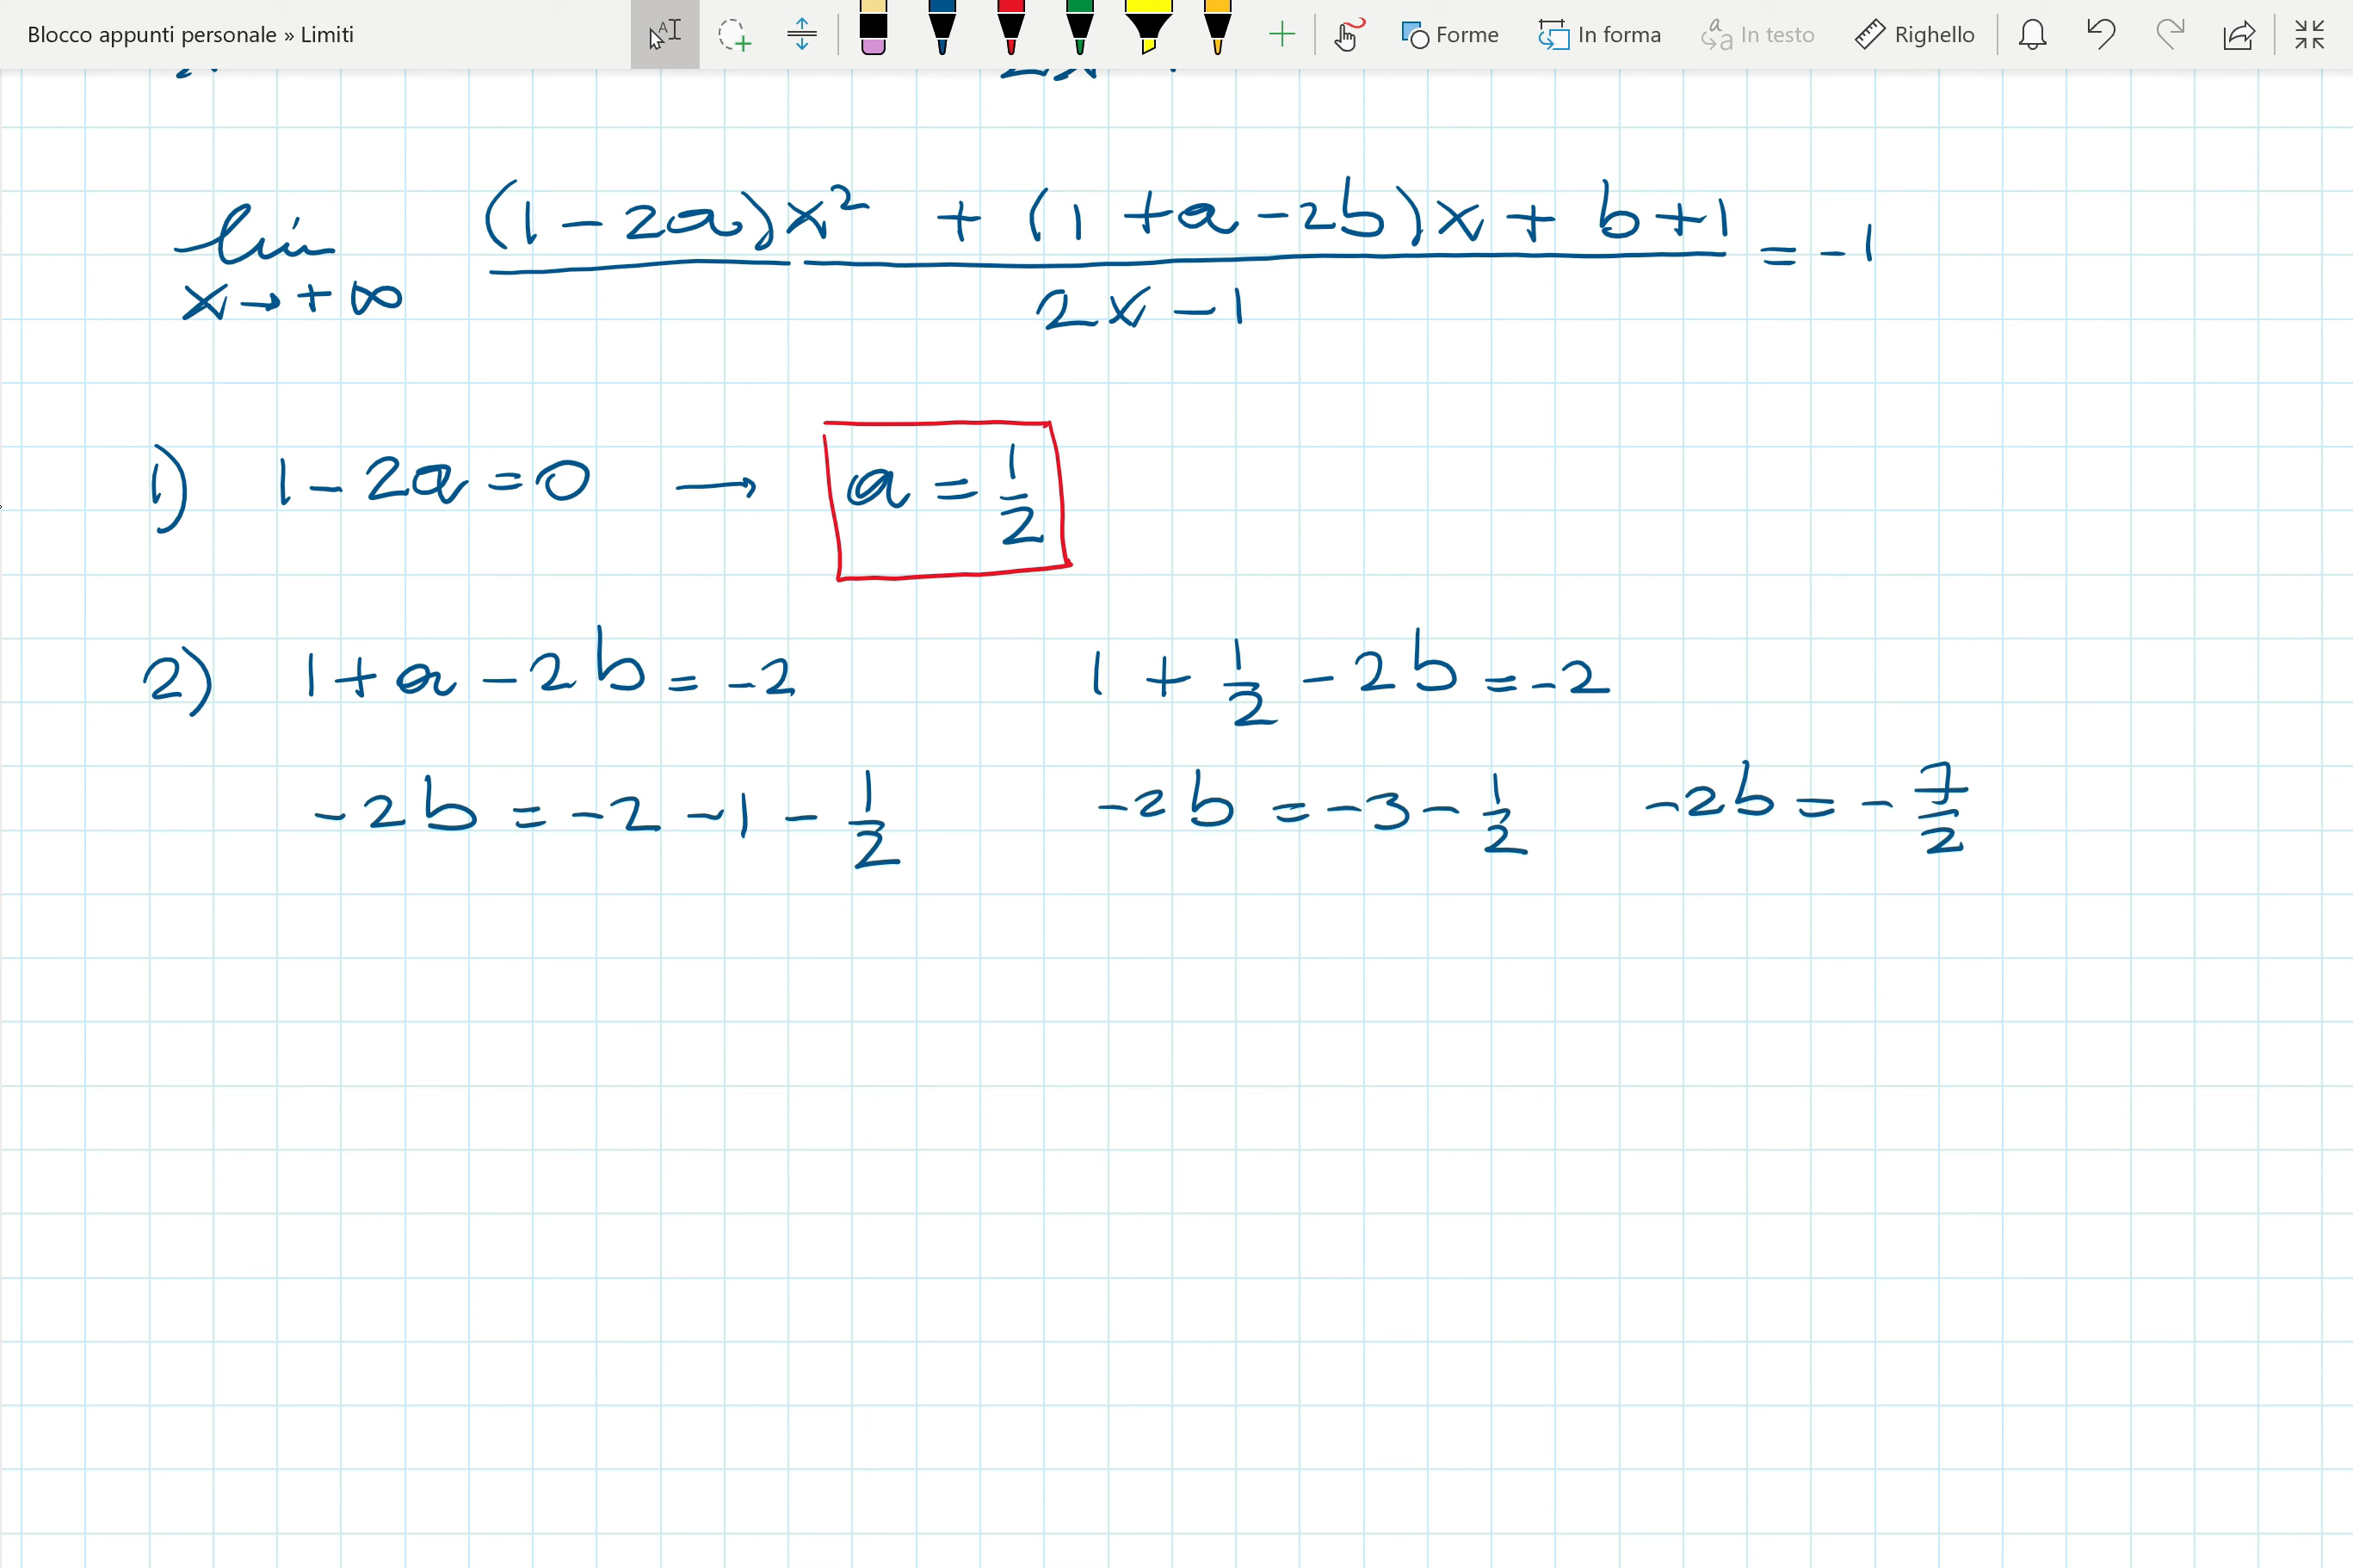 Blocco appunti personale » Limiti Forme In forma In testo Righello
lim x→+∞ ((1-2a)x² + (1+a-2b)x + b+1)/(2x-1) = -1
1) 1-2a=0 → a = 1/2
2) 1+a-2b=-2 1 + 1/2 - 2b = -2
-2b = -2-1-1/2 -2b = -3-1/2 -2b = -7/2